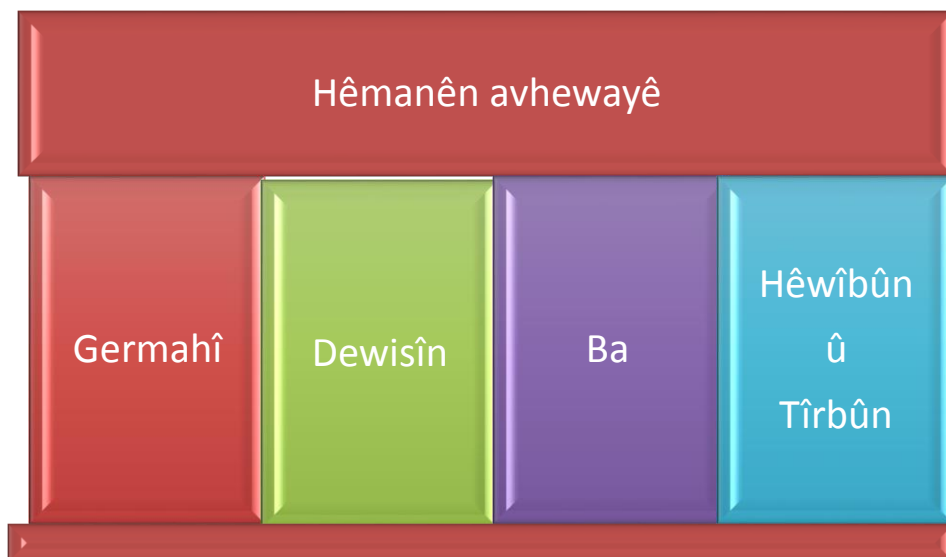 Hêmanên avhewayê
Germahî
Dewisîn
Ba
Hêwîbûn
û
Tîrbûn